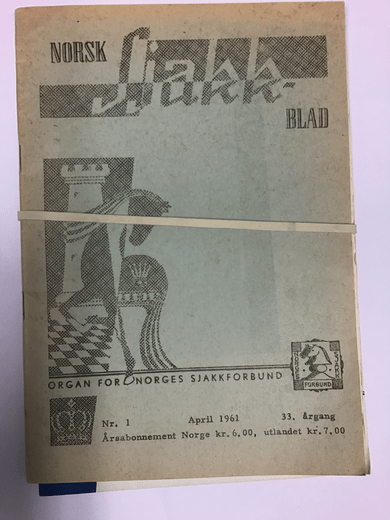 NORSK
Sjakk
BLAD
ORGAN FOR NORGES SJAKKFORBUND
FORBUND
Nr. 1 April 1961 33. årgang
Årsabonnement Norge kr.6.00, utlandet kr.7.00